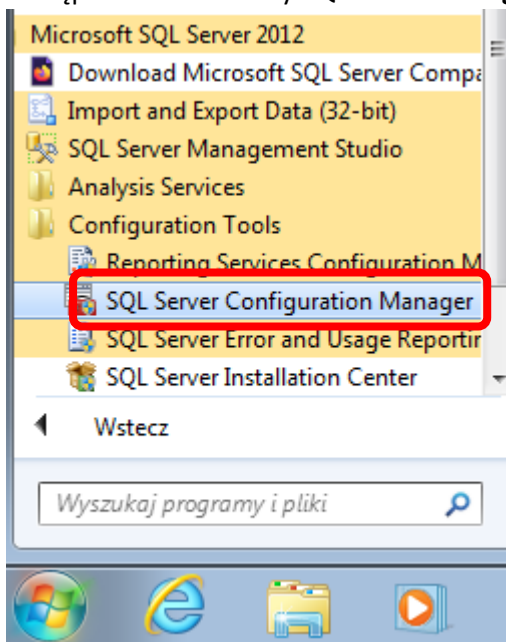 Microsoft SQL Server 2012
Download Microsoft SQL Server Compa
Import and Export Data (32-bit)
SQL Server Management Studio
Analysis Services
Configuration Tools
Reporting Services Configuration M
SQL Server Configuration Manager
SQL Server Error and Usage Reportin
SQL Server Installation Center
Wstecz
Wyszukaj programy i pliki